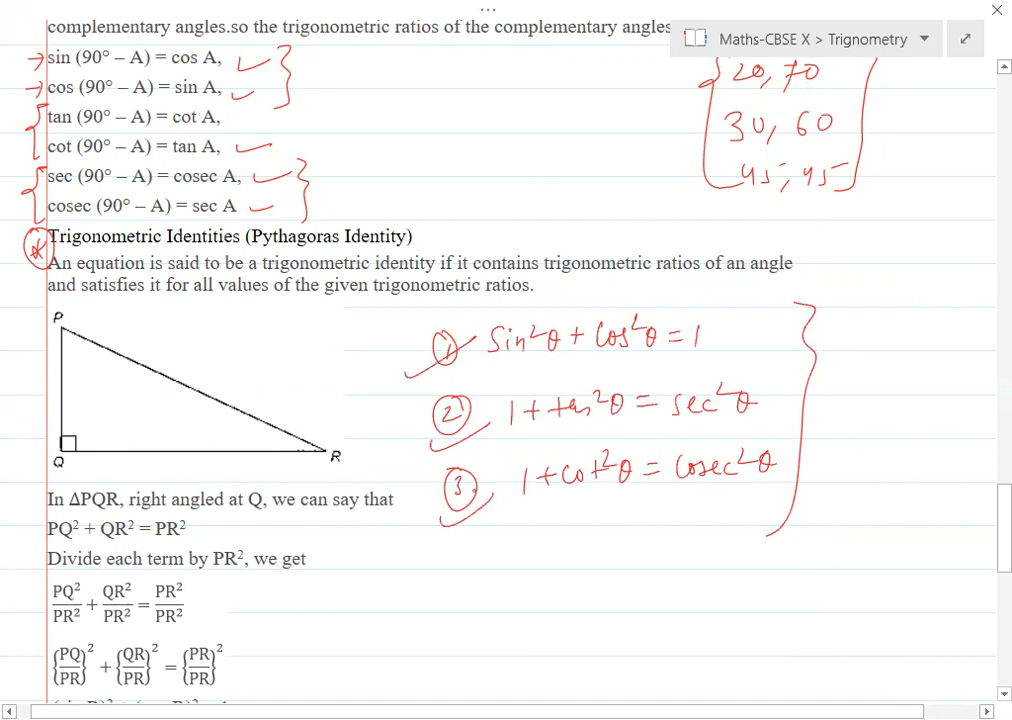 complementary angles.so the trigonometric ratios of the complementary angles
Maths-CBSE X > Trignometry
→ sin (90° – A) = cos A,
→ cos (90° – A) = sin A,
tan (90° – A) = cot A,
cot (90° – A) = tan A,
sec (90° – A) = cosec A,
cosec (90° – A) = sec A
20, 70
30, 60
45, 45
Trigonometric Identities (Pythagoras Identity)
An equation is said to be a trigonometric identity if it contains trigonometric ratios of an angle
and satisfies it for all values of the given trigonometric ratios.
P
Q
R
① Sin²θ + Cos²θ = 1
② 1 + tan²θ = sec²θ
③ 1 + Cot²θ = Cosec²θ
In ΔPQR, right angled at Q, we can say that
PQ² + QR² = PR²
Divide each term by PR², we get
PQ²/PR² + QR²/PR² = PR²/PR²
{PQ/PR}² + {QR/PR}² = {PR/PR}²